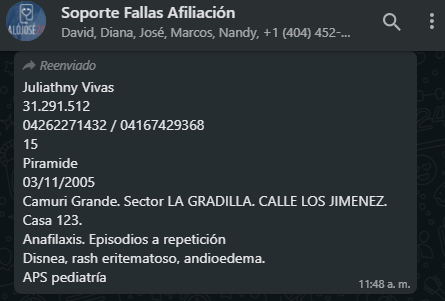 Soporte Fallas Afiliación
David, Diana, José, Marcos, Nandy, +1 (404) 452-...
Reenviado
Juliathny Vivas
31.291.512
04262271432 / 04167429368
15
Piramide
03/11/2005
Camuri Grande. Sector LA GRADILLA. CALLE LOS JIMENEZ.
Casa 123.
Anafilaxis. Episodios a repetición
Disnea, rash eritematoso, andioedema.
APS pediatría
11:48 a. m.